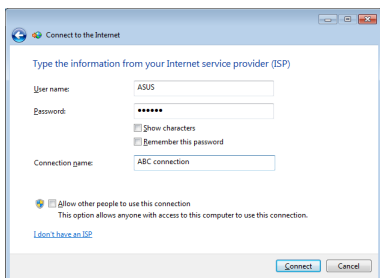 Connect to the Internet
Type the information from your Internet service provider (ISP)
User name: ASUS
Password: ••••••
Show characters
Remember this password
Connection name: ABC connection
Allow other people to use this connection
This option allows anyone with access to this computer to use this connection.
I don't have an ISP
Connect Cancel